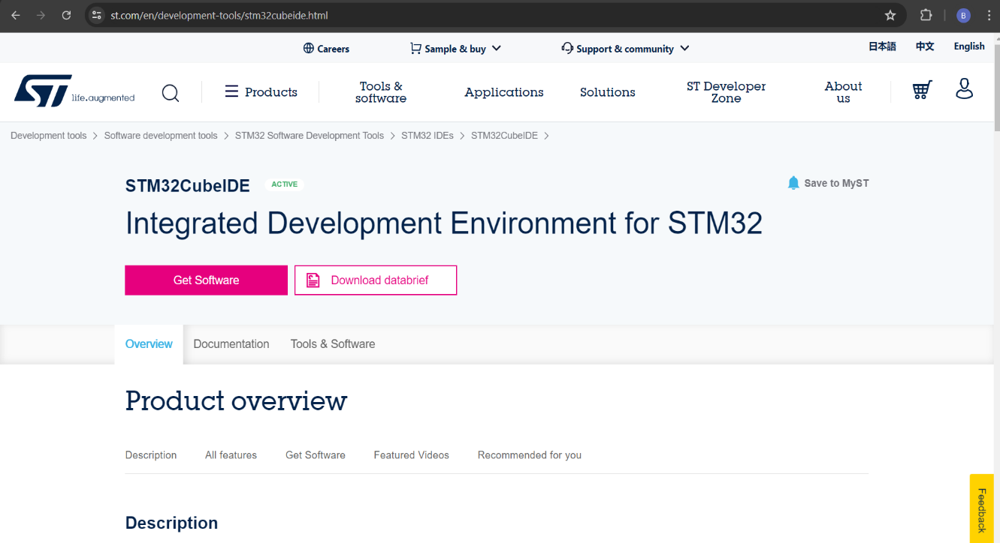 st.com/en/development-tools/stm32cubeide.html
B
Careers
Sample & buy
Support & community
日本語
中文
English
ST life.augmented
Products
Tools &
software
Applications
Solutions
ST Developer
Zone
About
us
Development tools
Software development tools
STM32 Software Development Tools
STM32 IDEs
STM32CubeIDE
STM32CubeIDE
ACTIVE
Save to MyST
Integrated Development Environment for STM32
Get Software
Download databrief
Overview
Documentation
Tools & Software
Product overview
Description
All features
Get Software
Featured Videos
Recommended for you
Feedback
Description